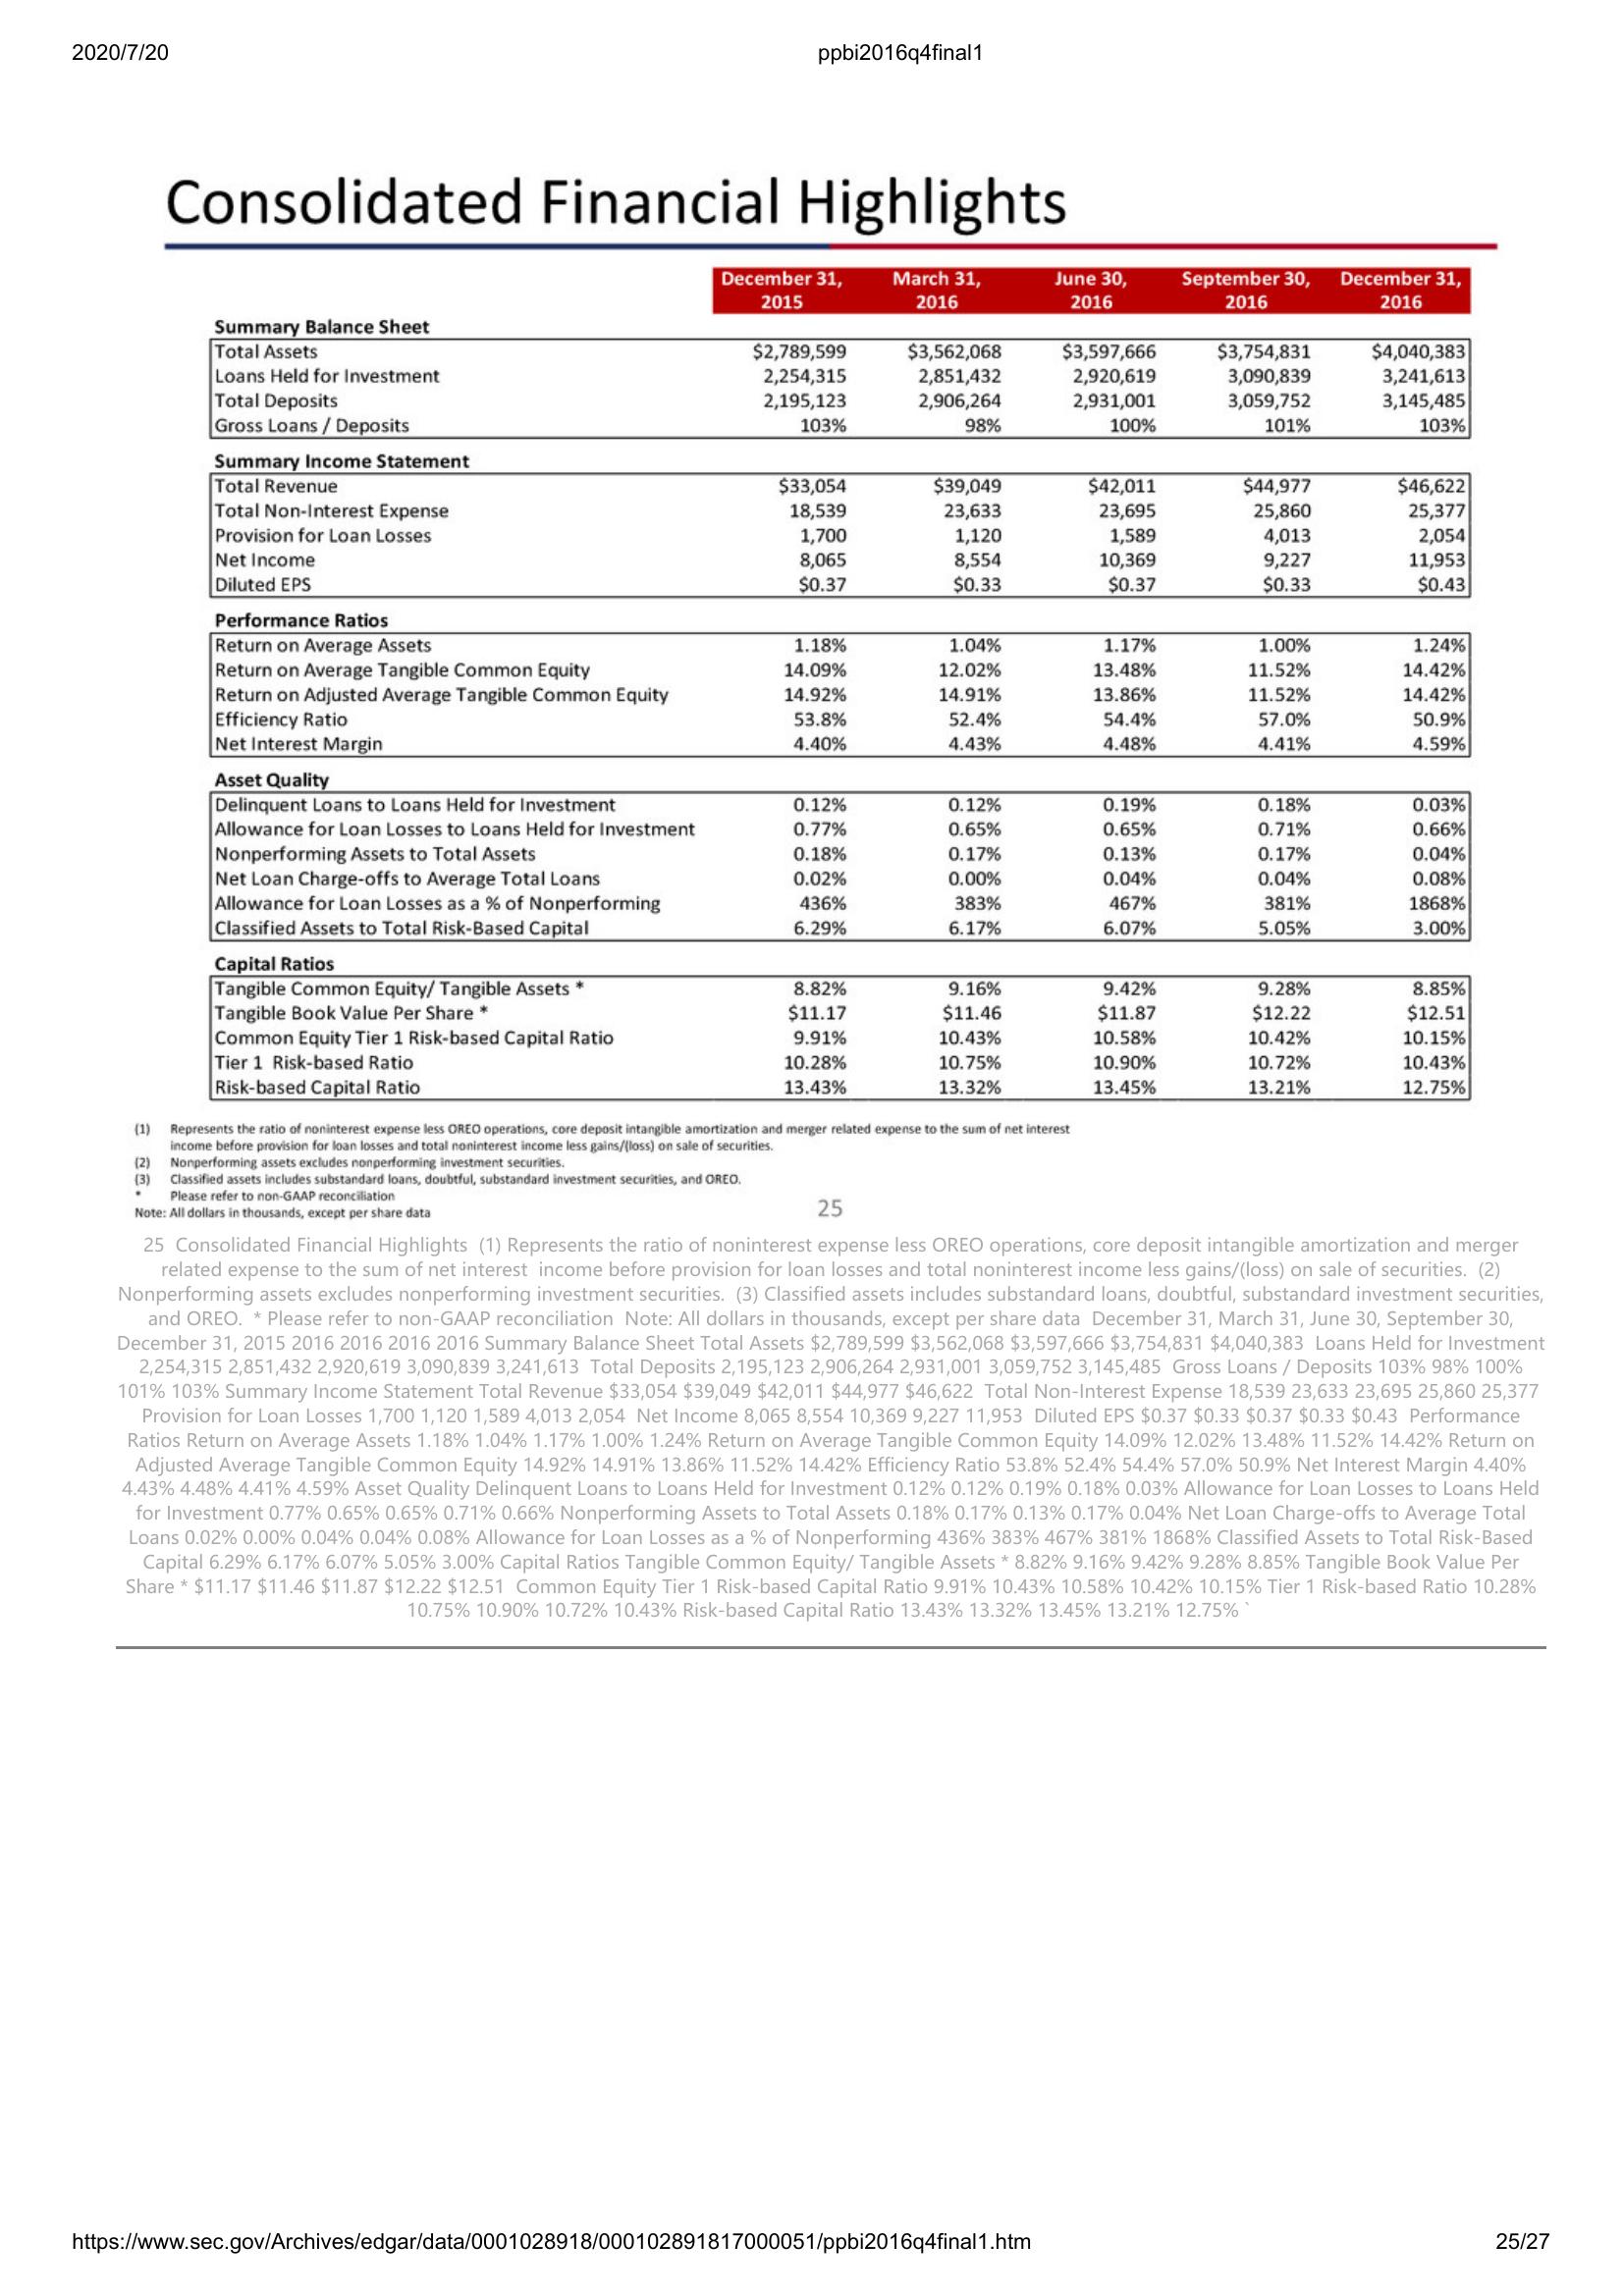 2020/7/20 ppbi2016q4final1
Consolidated Financial Highlights
December 31, March 31, June 30, September 30, December 31,
2015 2016 2016 2016 2016
Summary Balance Sheet
Total Assets $2,789,599 $3,562,068 $3,597,666 $3,754,831 $4,040,383
Loans Held for Investment 2,254,315 2,851,432 2,920,619 3,090,839 3,241,613
Total Deposits 2,195,123 2,906,264 2,931,001 3,059,752 3,145,485
Gross Loans / Deposits 103% 98% 100% 101% 103%
Summary Income Statement
Total Revenue $33,054 $39,049 $42,011 $44,977 $46,622
Total Non-Interest Expense 18,539 23,633 23,695 25,860 25,377
Provision for Loan Losses 1,700 1,120 1,589 4,013 2,054
Net Income 8,065 8,554 10,369 9,227 11,953
Diluted EPS $0.37 $0.33 $0.37 $0.33 $0.43
Performance Ratios
Return on Average Assets 1.18% 1.04% 1.17% 1.00% 1.24%
Return on Average Tangible Common Equity 14.09% 12.02% 13.48% 11.52% 14.42%
Return on Adjusted Average Tangible Common Equity 14.92% 14.91% 13.86% 11.52% 14.42%
Efficiency Ratio 53.8% 52.4% 54.4% 57.0% 50.9%
Net Interest Margin 4.40% 4.43% 4.48% 4.41% 4.59%
Asset Quality
Delinquent Loans to Loans Held for Investment 0.12% 0.12% 0.19% 0.18% 0.03%
Allowance for Loan Losses to Loans Held for Investment 0.77% 0.65% 0.65% 0.71% 0.66%
Nonperforming Assets to Total Assets 0.18% 0.17% 0.13% 0.17% 0.04%
Net Loan Charge-offs to Average Total Loans 0.02% 0.00% 0.04% 0.04% 0.08%
Allowance for Loan Losses as a % of Nonperforming 436% 383% 467% 381% 1868%
Classified Assets to Total Risk-Based Capital 6.29% 6.17% 6.07% 5.05% 3.00%
Capital Ratios
Tangible Common Equity/ Tangible Assets * 8.82% 9.16% 9.42% 9.28% 8.85%
Tangible Book Value Per Share * $11.17 $11.46 $11.87 $12.22 $12.51
Common Equity Tier 1 Risk-based Capital Ratio 9.91% 10.43% 10.58% 10.42% 10.15%
Tier 1 Risk-based Ratio 10.28% 10.75% 10.90% 10.72% 10.43%
Risk-based Capital Ratio 13.43% 13.32% 13.45% 13.21% 12.75%
(1) Represents the ratio of noninterest expense less OREO operations, core deposit intangible amortization and merger related expense to the sum of net interest
income before provision for loan losses and total noninterest income less gains/(loss) on sale of securities.
(2) Nonperforming assets excludes nonperforming investment securities.
(3) Classified assets includes substandard loans, doubtful, substandard investment securities, and OREO.
* Please refer to non-GAAP reconciliation
Note: All dollars in thousands, except per share data
25
25 Consolidated Financial Highlights (1) Represents the ratio of noninterest expense less OREO operations, core deposit intangible amortization and merger
related expense to the sum of net interest income before provision for loan losses and total noninterest income less gains/(loss) on sale of securities. (2)
Nonperforming assets excludes nonperforming investment securities. (3) Classified assets includes substandard loans, doubtful, substandard investment securities,
and OREO. * Please refer to non-GAAP reconciliation Note: All dollars in thousands, except per share data December 31, March 31, June 30, September 30,
December 31, 2015 2016 2016 2016 2016 Summary Balance Sheet Total Assets $2,789,599 $3,562,068 $3,597,666 $3,754,831 $4,040,383 Loans Held for Investment
2,254,315 2,851,432 2,920,619 3,090,839 3,241,613 Total Deposits 2,195,123 2,906,264 2,931,001 3,059,752 3,145,485 Gross Loans / Deposits 103% 98% 100%
101% 103% Summary Income Statement Total Revenue $33,054 $39,049 $42,011 $44,977 $46,622 Total Non-Interest Expense 18,539 23,633 23,695 25,860 25,377
Provision for Loan Losses 1,700 1,120 1,589 4,013 2,054 Net Income 8,065 8,554 10,369 9,227 11,953 Diluted EPS $0.37 $0.33 $0.37 $0.33 $0.43 Performance
Ratios Return on Average Assets 1.18% 1.04% 1.17% 1.00% 1.24% Return on Average Tangible Common Equity 14.09% 12.02% 13.48% 11.52% 14.42% Return on
Adjusted Average Tangible Common Equity 14.92% 14.91% 13.86% 11.52% 14.42% Efficiency Ratio 53.8% 52.4% 54.4% 57.0% 50.9% Net Interest Margin 4.40%
4.43% 4.48% 4.41% 4.59% Asset Quality Delinquent Loans to Loans Held for Investment 0.12% 0.12% 0.19% 0.18% 0.03% Allowance for Loan Losses to Loans Held
for Investment 0.77% 0.65% 0.65% 0.71% 0.66% Nonperforming Assets to Total Assets 0.18% 0.17% 0.13% 0.17% 0.04% Net Loan Charge-offs to Average Total
Loans 0.02% 0.00% 0.04% 0.04% 0.08% Allowance for Loan Losses as a % of Nonperforming 436% 383% 467% 381% 1868% Classified Assets to Total Risk-Based
Capital 6.29% 6.17% 6.07% 5.05% 3.00% Capital Ratios Tangible Common Equity/ Tangible Assets * 8.82% 9.16% 9.42% 9.28% 8.85% Tangible Book Value Per
Share * $11.17 $11.46 $11.87 $12.22 $12.51 Common Equity Tier 1 Risk-based Capital Ratio 9.91% 10.43% 10.58% 10.42% 10.15% Tier 1 Risk-based Ratio 10.28%
10.75% 10.90% 10.72% 10.43% Risk-based Capital Ratio 13.43% 13.32% 13.45% 13.21% 12.75% `
https://www.sec.gov/Archives/edgar/data/0001028918/000102891817000051/ppbi2016q4final1.htm 25/27